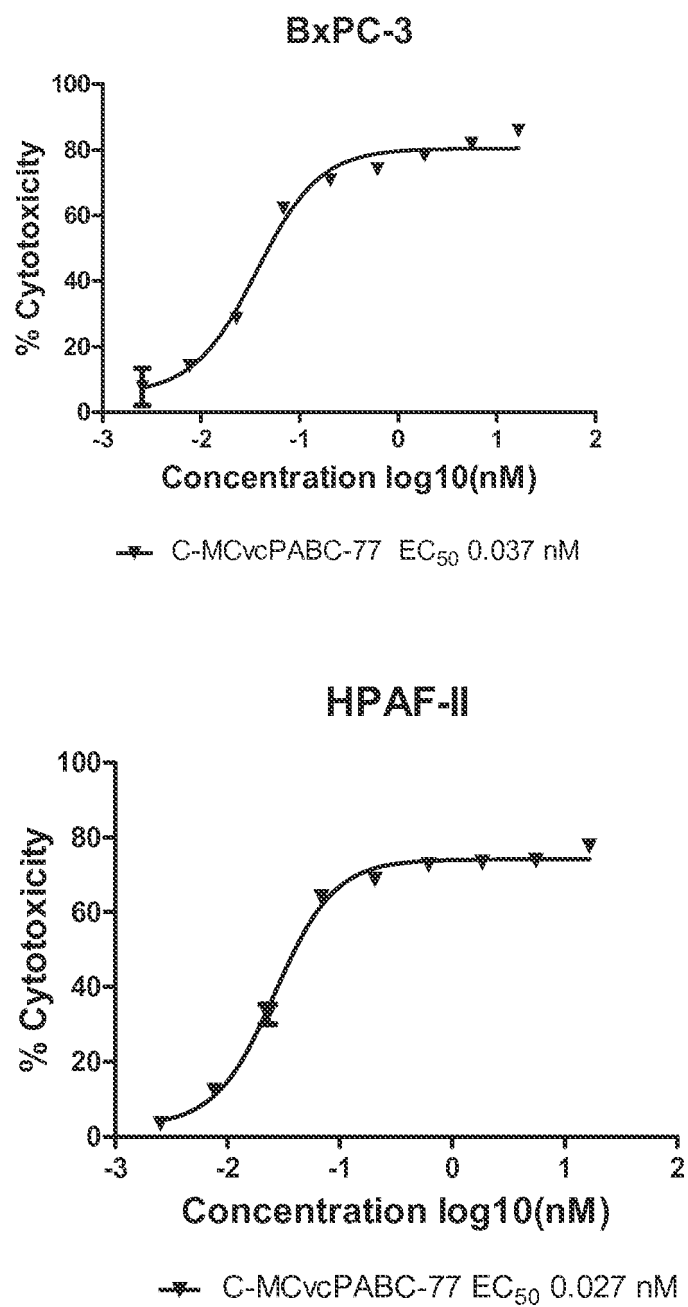 BxPC-3
100
80
60
40
20
0
% Cytotoxicity
-3 -2 -1 0 1 2
Concentration log10(nM)
C-MCvcPABC-77 EC50 0.037 nM
HPAF-II
100
80
60
40
20
0
% Cytotoxicity
-3 -2 -1 0 1 2
Concentration log10(nM)
C-MCvcPABC-77 EC50 0.027 nM